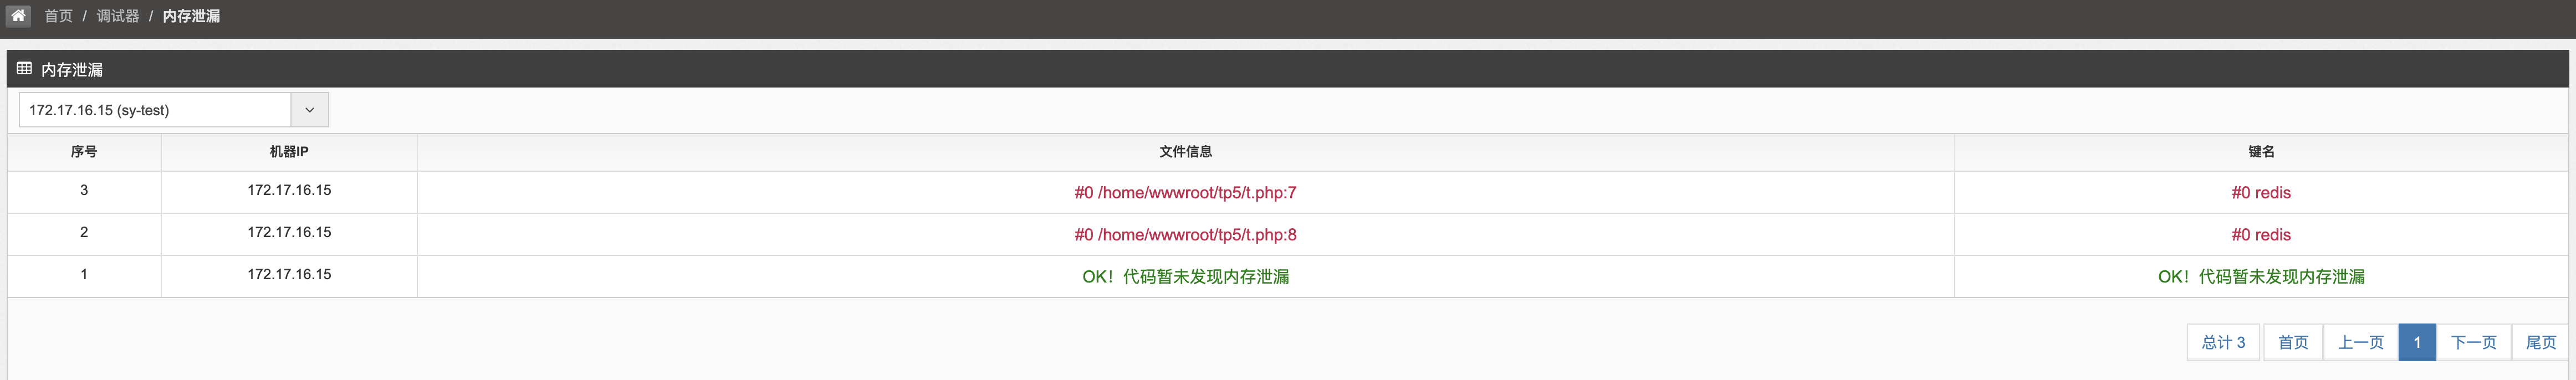 首页 / 调试器 / 内存泄漏
内存泄漏
172.17.16.15 (sy-test)
序号 机器IP 文件信息 键名
3 172.17.16.15 #0 /home/wwwroot/tp5/t.php:7 #0 redis
2 172.17.16.15 #0 /home/wwwroot/tp5/t.php:8 #0 redis
1 172.17.16.15 OK！代码暂未发现内存泄漏 OK！代码暂未发现内存泄漏
总计 3 首页 上一页 1 下一页 尾页